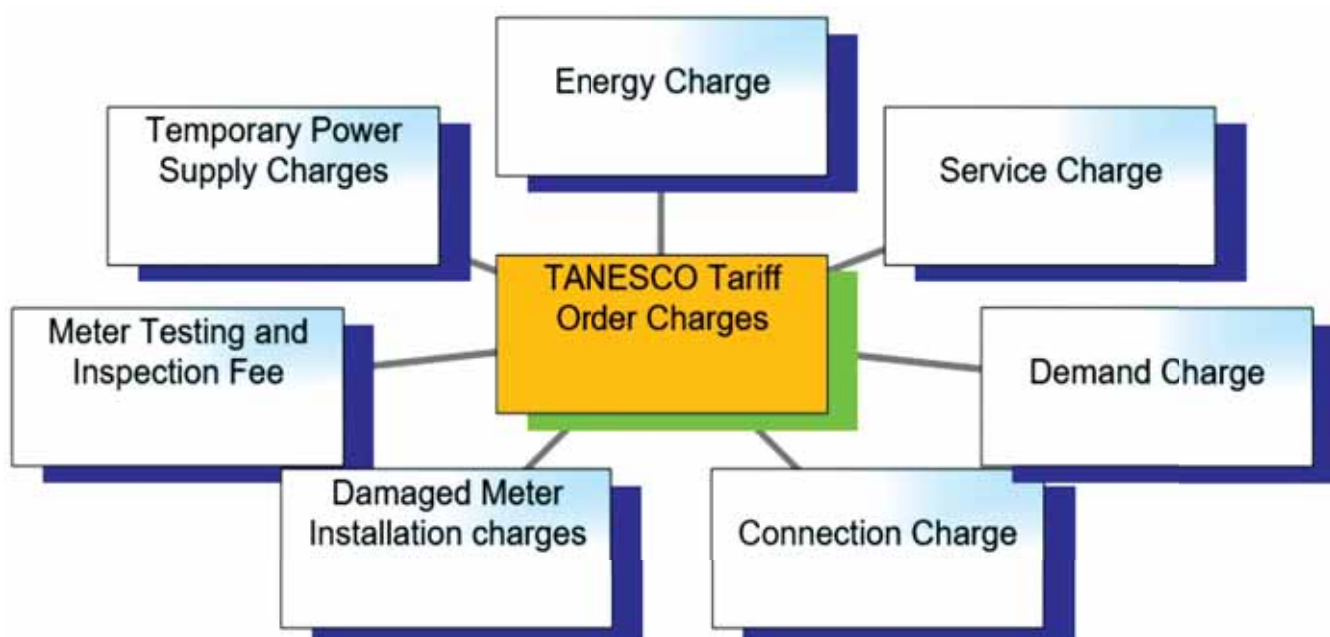 Energy Charge
Temporary Power
Supply Charges
Service Charge
TANESCO Tariff
Order Charges
Meter Testing and
Inspection Fee
Demand Charge
Damaged Meter
Installation charges
Connection Charge